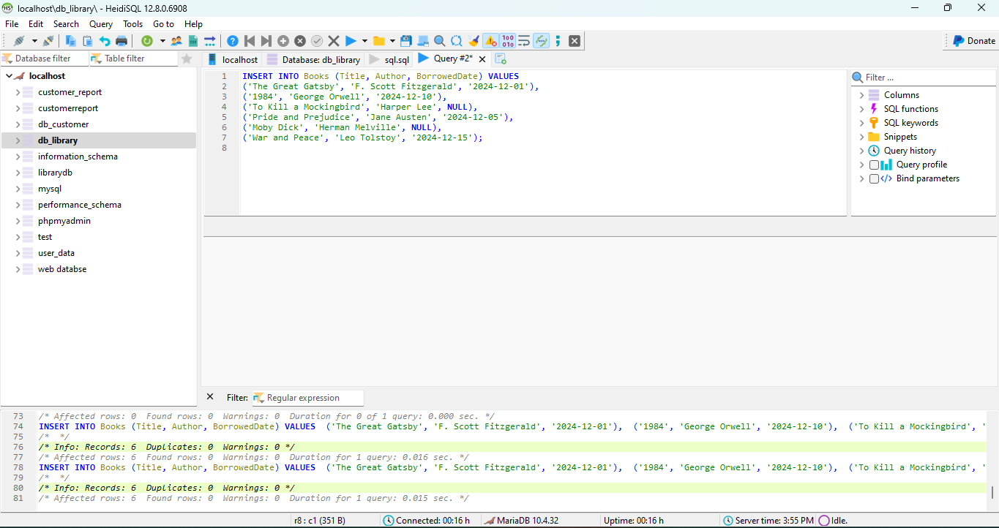 localhost\db_library\ - HeidiSQL 12.8.0.6908
File Edit Search Query Tools Go to Help
Donate
Database filter Table filter
localhost Database: db_library sql.sql Query #2*
localhost
customer_report
customerreport
db_customer
db_library
information_schema
librarydb
mysql
performance_schema
phpmyadmin
test
user_data
web databse
1 INSERT INTO Books (Title, Author, BorrowedDate) VALUES
2 ('The Great Gatsby', 'F. Scott Fitzgerald', '2024-12-01'),
3 ('1984', 'George Orwell', '2024-12-10'),
4 ('To Kill a Mockingbird', 'Harper Lee', NULL),
5 ('Pride and Prejudice', 'Jane Austen', '2024-12-05'),
6 ('Moby Dick', 'Herman Melville', NULL),
7 ('War and Peace', 'Leo Tolstoy', '2024-12-15');
8
Filter ...
Columns
SQL functions
SQL keywords
Snippets
Query history
Query profile
Bind parameters
Filter: Regular expression
73 /* Affected rows: 0 Found rows: 0 Warnings: 0 Duration for 0 of 1 query: 0.000 sec. */
74 INSERT INTO Books (Title, Author, BorrowedDate) VALUES ('The Great Gatsby', 'F. Scott Fitzgerald', '2024-12-01'), ('1984', 'George Orwell', '2024-12-10'), ('To Kill a Mockingbird', '
75 /* */
76 /* Info: Records: 6 Duplicates: 0 Warnings: 0 */
77 /* Affected rows: 6 Found rows: 0 Warnings: 0 Duration for 1 query: 0.016 sec. */
78 INSERT INTO Books (Title, Author, BorrowedDate) VALUES ('The Great Gatsby', 'F. Scott Fitzgerald', '2024-12-01'), ('1984', 'George Orwell', '2024-12-10'), ('To Kill a Mockingbird', '
79 /* */
80 /* Info: Records: 6 Duplicates: 0 Warnings: 0 */
81 /* Affected rows: 6 Found rows: 0 Warnings: 0 Duration for 1 query: 0.015 sec. */
r8 : c1 (351 B) Connected: 00:16 h MariaDB 10.4.32 Uptime: 00:16 h Server time: 3:55 PM Idle.